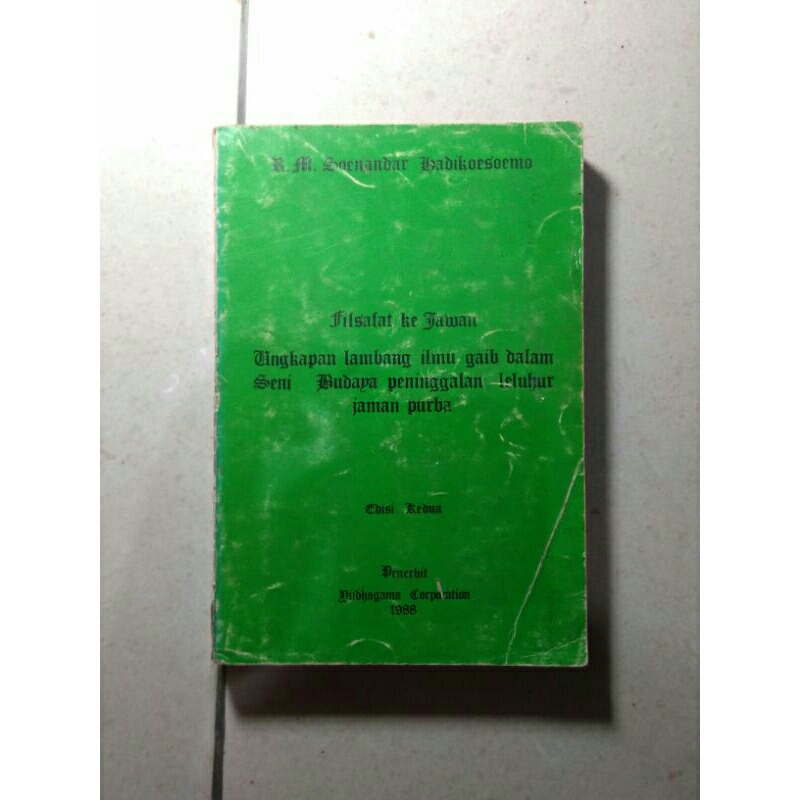 R.M. Soenandar Hadikoesoemo
Filsafat ke Jawan
Ungkapan lambang ilmu gaib dalam
Seni Budaya peninggalan leluhur
jaman purba
Edisi Kedua
Penerbit
Yudhagama Corporation
1988